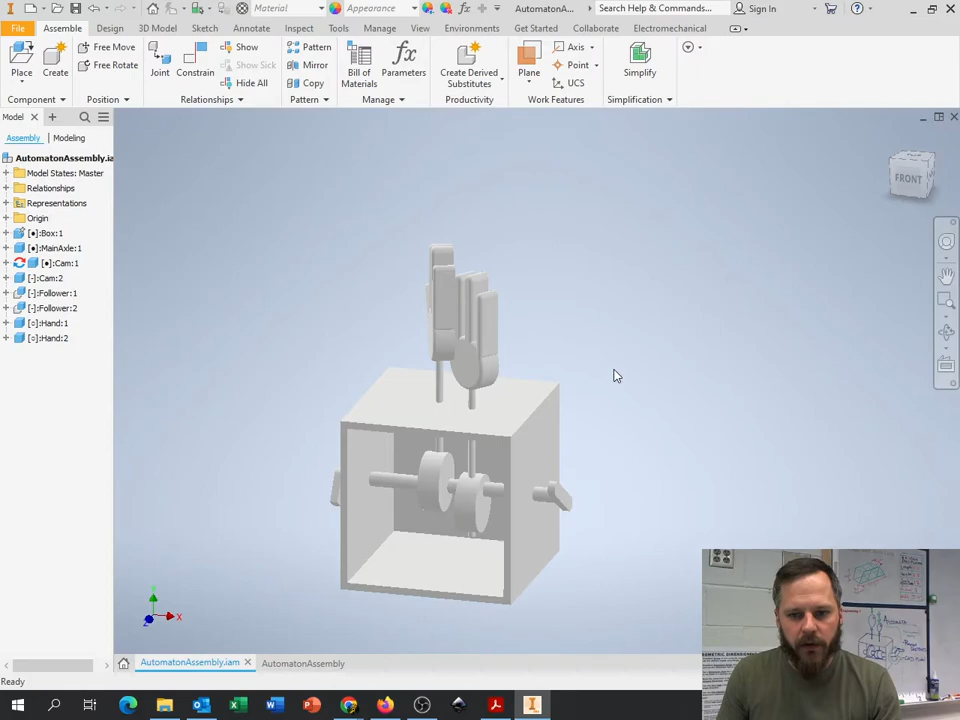 Material
Appearance
AutomatonA...
Search Help & Commands...
Sign In
File
Assemble
Design
3D Model
Sketch
Annotate
Inspect
Tools
Manage
View
Environments
Get Started
Collaborate
Electromechanical
Place
Create
Free Move
Free Rotate
Joint
Constrain
Show
Show Sick
Hide All
Pattern
Mirror
Copy
Bill of
Materials
Parameters
Create Derived
Substitutes
Plane
Axis
Point
UCS
Simplify
Component
Position
Relationships
Pattern
Manage
Productivity
Work Features
Simplification
Model
Assembly
Modeling
AutomatonAssembly.ia
Model States: Master
Relationships
Representations
Origin
[●]:Box:1
[●]:MainAxle:1
[●]:Cam:1
[-]:Cam:2
[-]:Follower:1
[-]:Follower:2
[○]:Hand:1
[○]:Hand:2
FRONT
X
AutomatonAssembly.iam
AutomatonAssembly
Ready